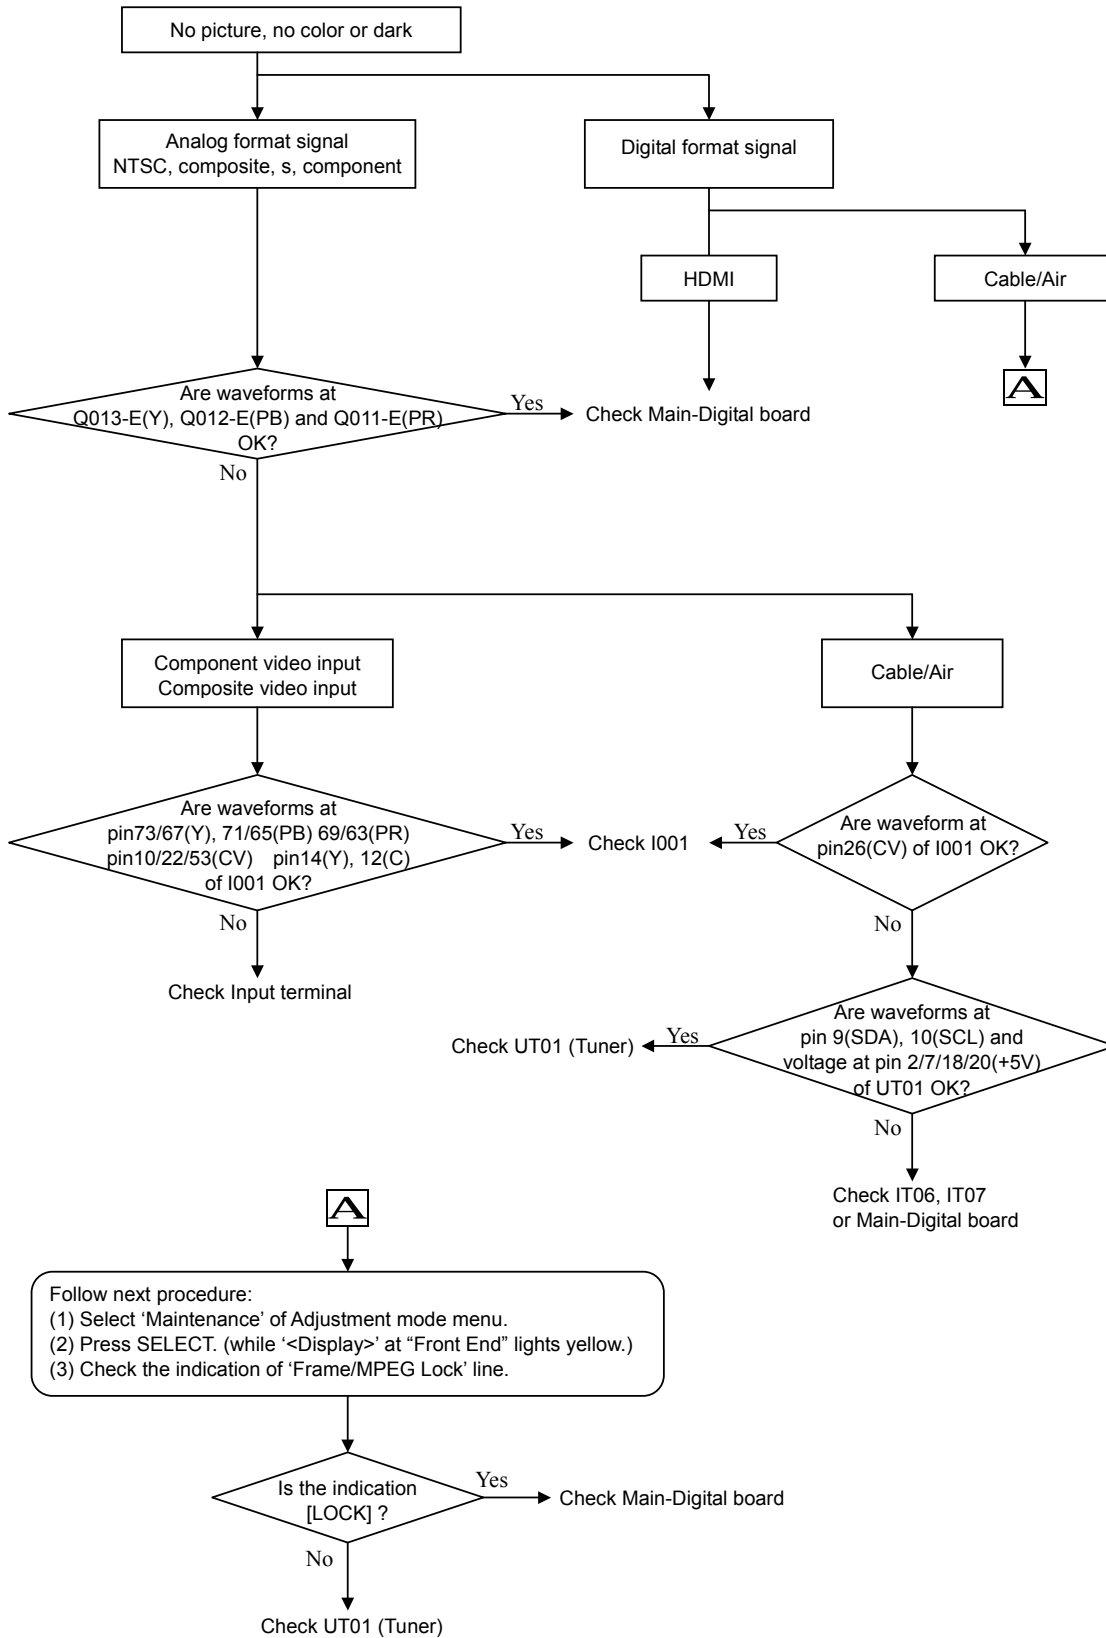 No picture, no color or dark
Analog format signal
NTSC, composite, s, component
Digital format signal
HDMI
Cable/Air
A
Are waveforms at
Q013-E(Y), Q012-E(PB) and Q011-E(PR)
OK?
Yes
Check Main-Digital board
No
Component video input
Composite video input
Cable/Air
Are waveforms at
pin73/67(Y), 71/65(PB) 69/63(PR)
pin10/22/53(CV) pin14(Y), 12(C)
of I001 OK?
Yes
Check I001
Yes
Are waveform at
pin26(CV) of I001 OK?
No
Check Input terminal
No
Are waveforms at
pin 9(SDA), 10(SCL) and
voltage at pin 2/7/18/20(+5V)
of UT01 OK?
Yes
Check UT01 (Tuner)
No
Check IT06, IT07
or Main-Digital board
A
Follow next procedure:
(1) Select ‘Maintenance’ of Adjustment mode menu.
(2) Press SELECT. (while ‘<Display>’ at “Front End” lights yellow.)
(3) Check the indication of ‘Frame/MPEG Lock’ line.
Is the indication
[LOCK] ?
Yes
Check Main-Digital board
No
Check UT01 (Tuner)